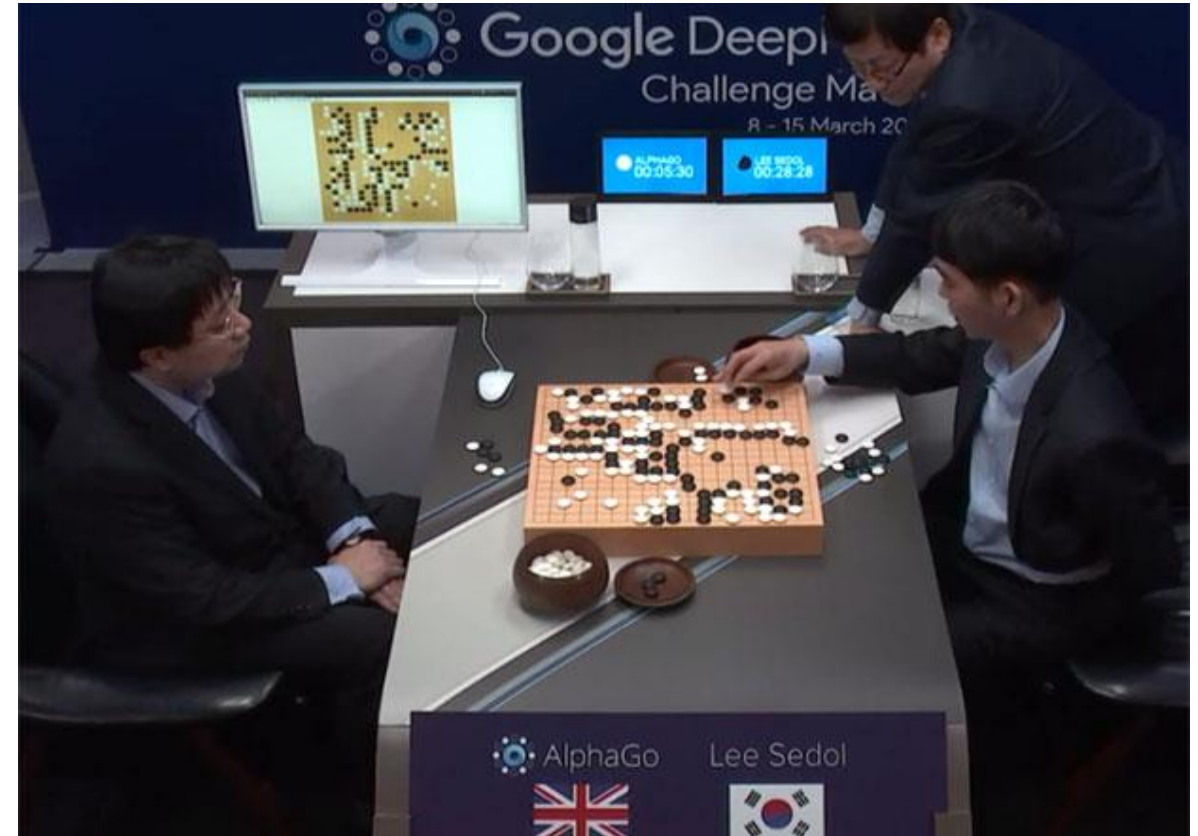 Google Deep
Challenge Ma
8 - 15 March 20
ALPHAGO
00:05:30
LEE SEDOL
00:28:28
AlphaGo
Lee Sedol